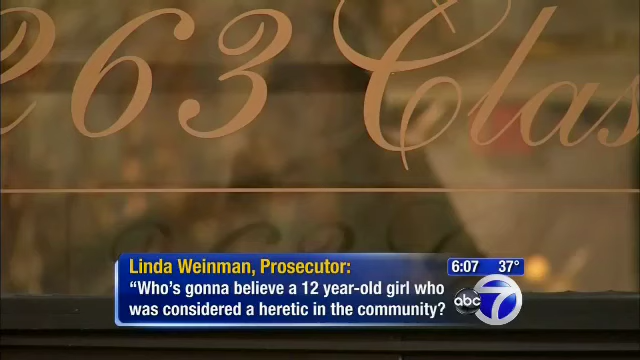 263 Clas
Linda Weinman, Prosecutor:
"Who's gonna believe a 12 year-old girl who
was considered a heretic in the community?
6:07 37°
abc 7